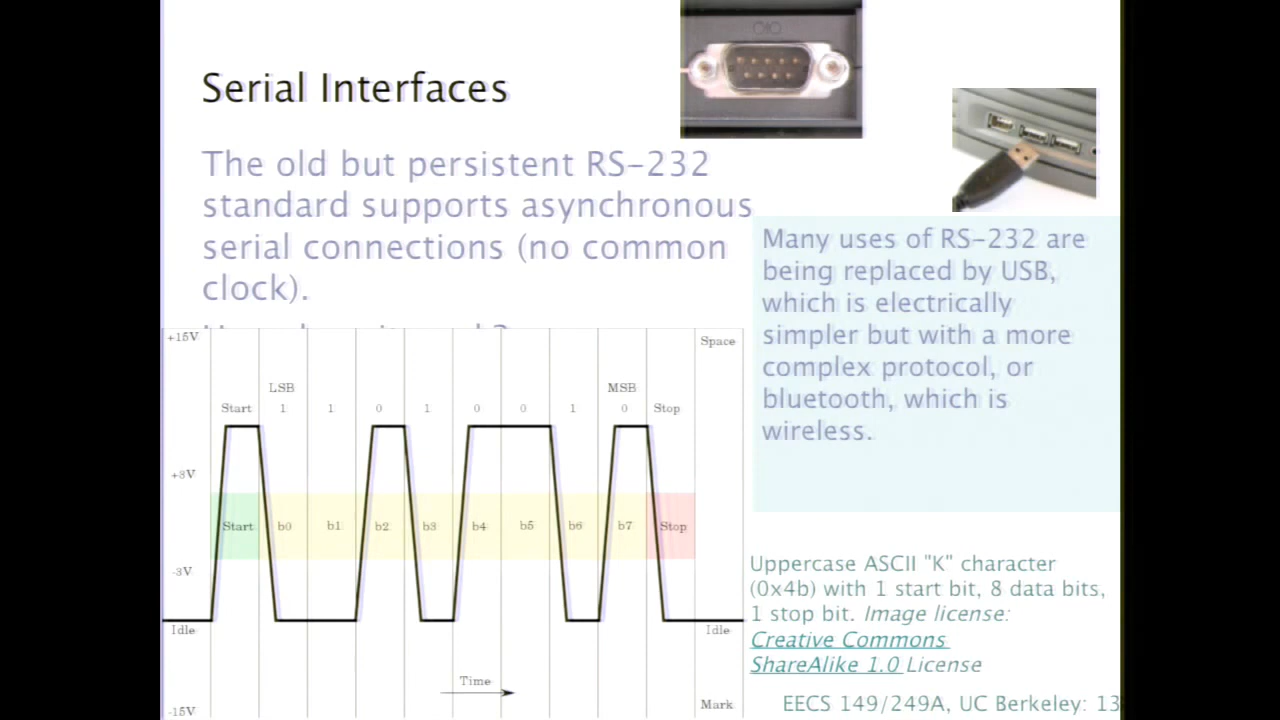 Serial Interfaces
The old but persistent RS-232
standard supports asynchronous
serial connections (no common
clock).
Many uses of RS-232 are
being replaced by USB,
which is electrically
simpler but with a more
complex protocol, or
bluetooth, which is
wireless.
+15V
Space
LSB
MSB
Start 1 1 0 1 0 0 1 0 Stop
+3V
Start b0 b1 b2 b3 b4 b5 b6 b7 Stop
-3V
Idle
Idle
Time
Mark
-15V
Uppercase ASCII "K" character
(0x4b) with 1 start bit, 8 data bits,
1 stop bit. Image license:
Creative Commons
ShareAlike 1.0 License
EECS 149/249A, UC Berkeley: 13